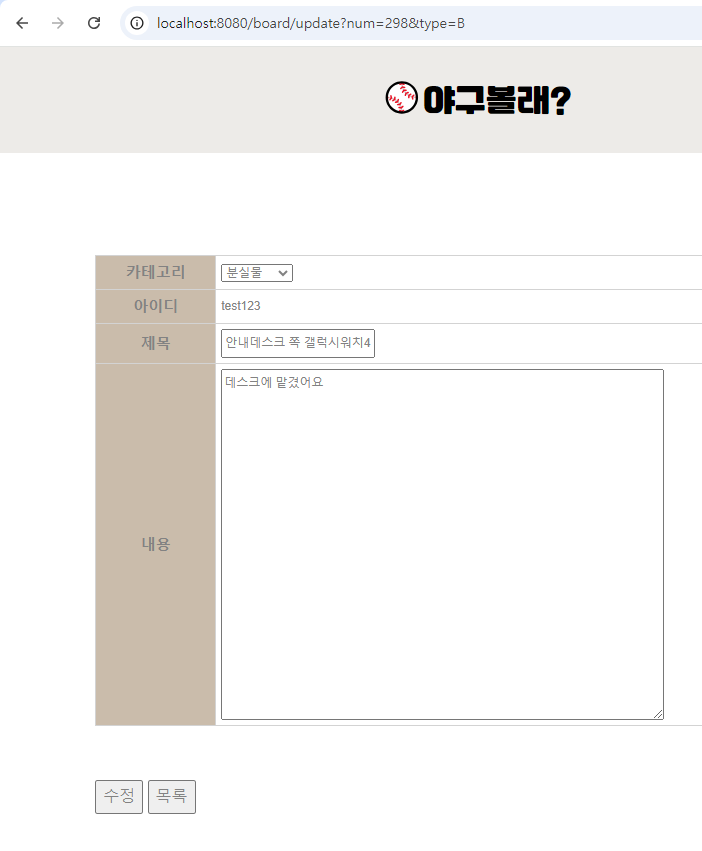 localhost:8080/board/update?num=298&type=B
야구볼래?
카테고리 분실물
아이디 test123
제목 안내데스크 쪽 갤럭시워치4
내용 데스크에 맡겼어요
수정 목록